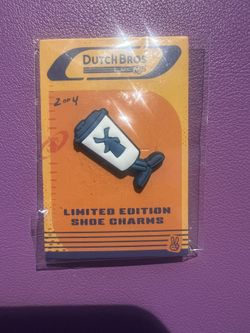 DUTCH BROS
2 OF 4
LIMITED EDITION
SHOE CHARMS